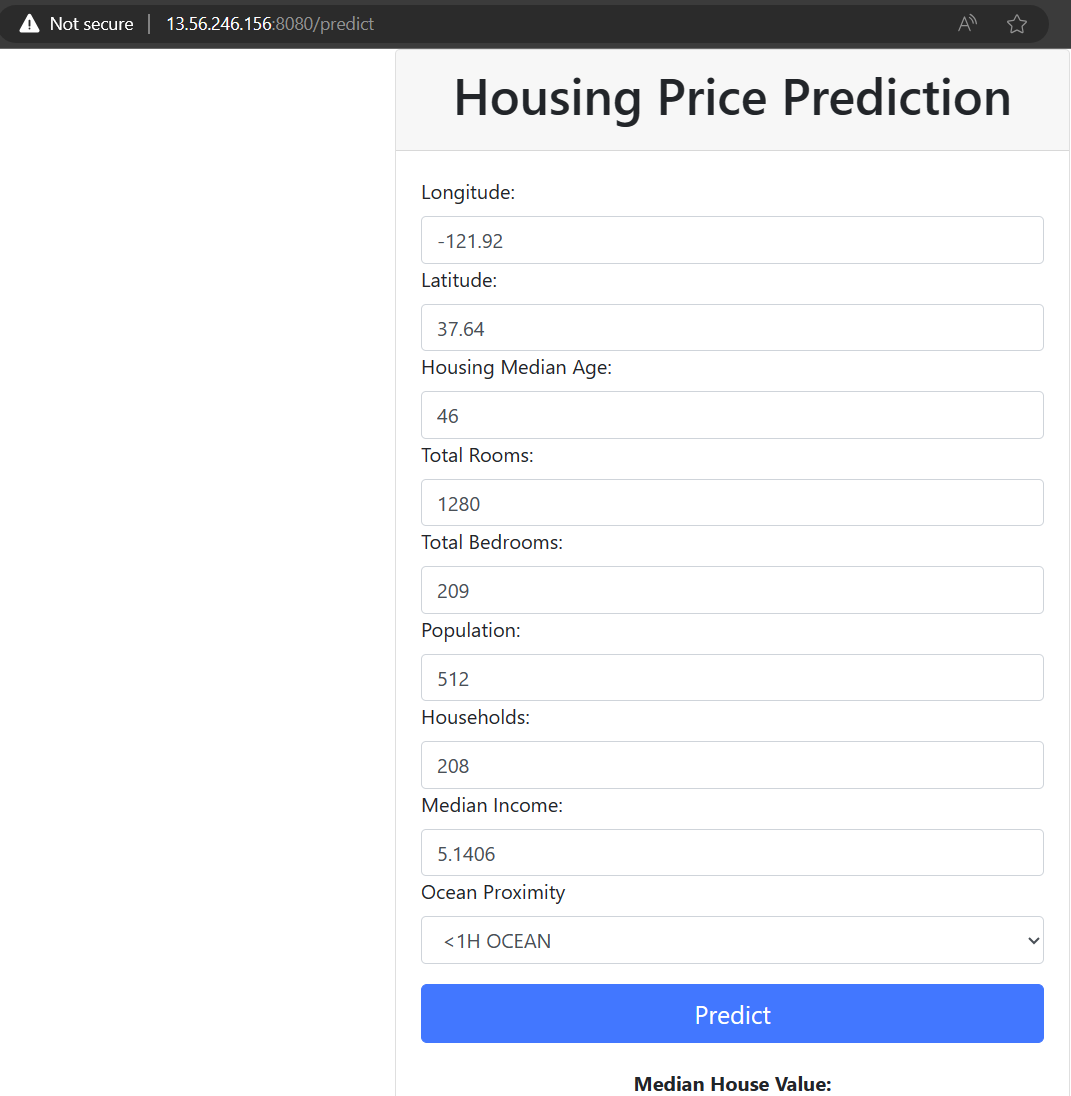 Not secure | 13.56.246.156:8080/predict A
Housing Price Prediction
Longitude:
-121.92
Latitude:
37.64
Housing Median Age:
46
Total Rooms:
1280
Total Bedrooms:
209
Population:
512
Households:
208
Median Income:
5.1406
Ocean Proximity
<1H OCEAN
Predict
Median House Value: